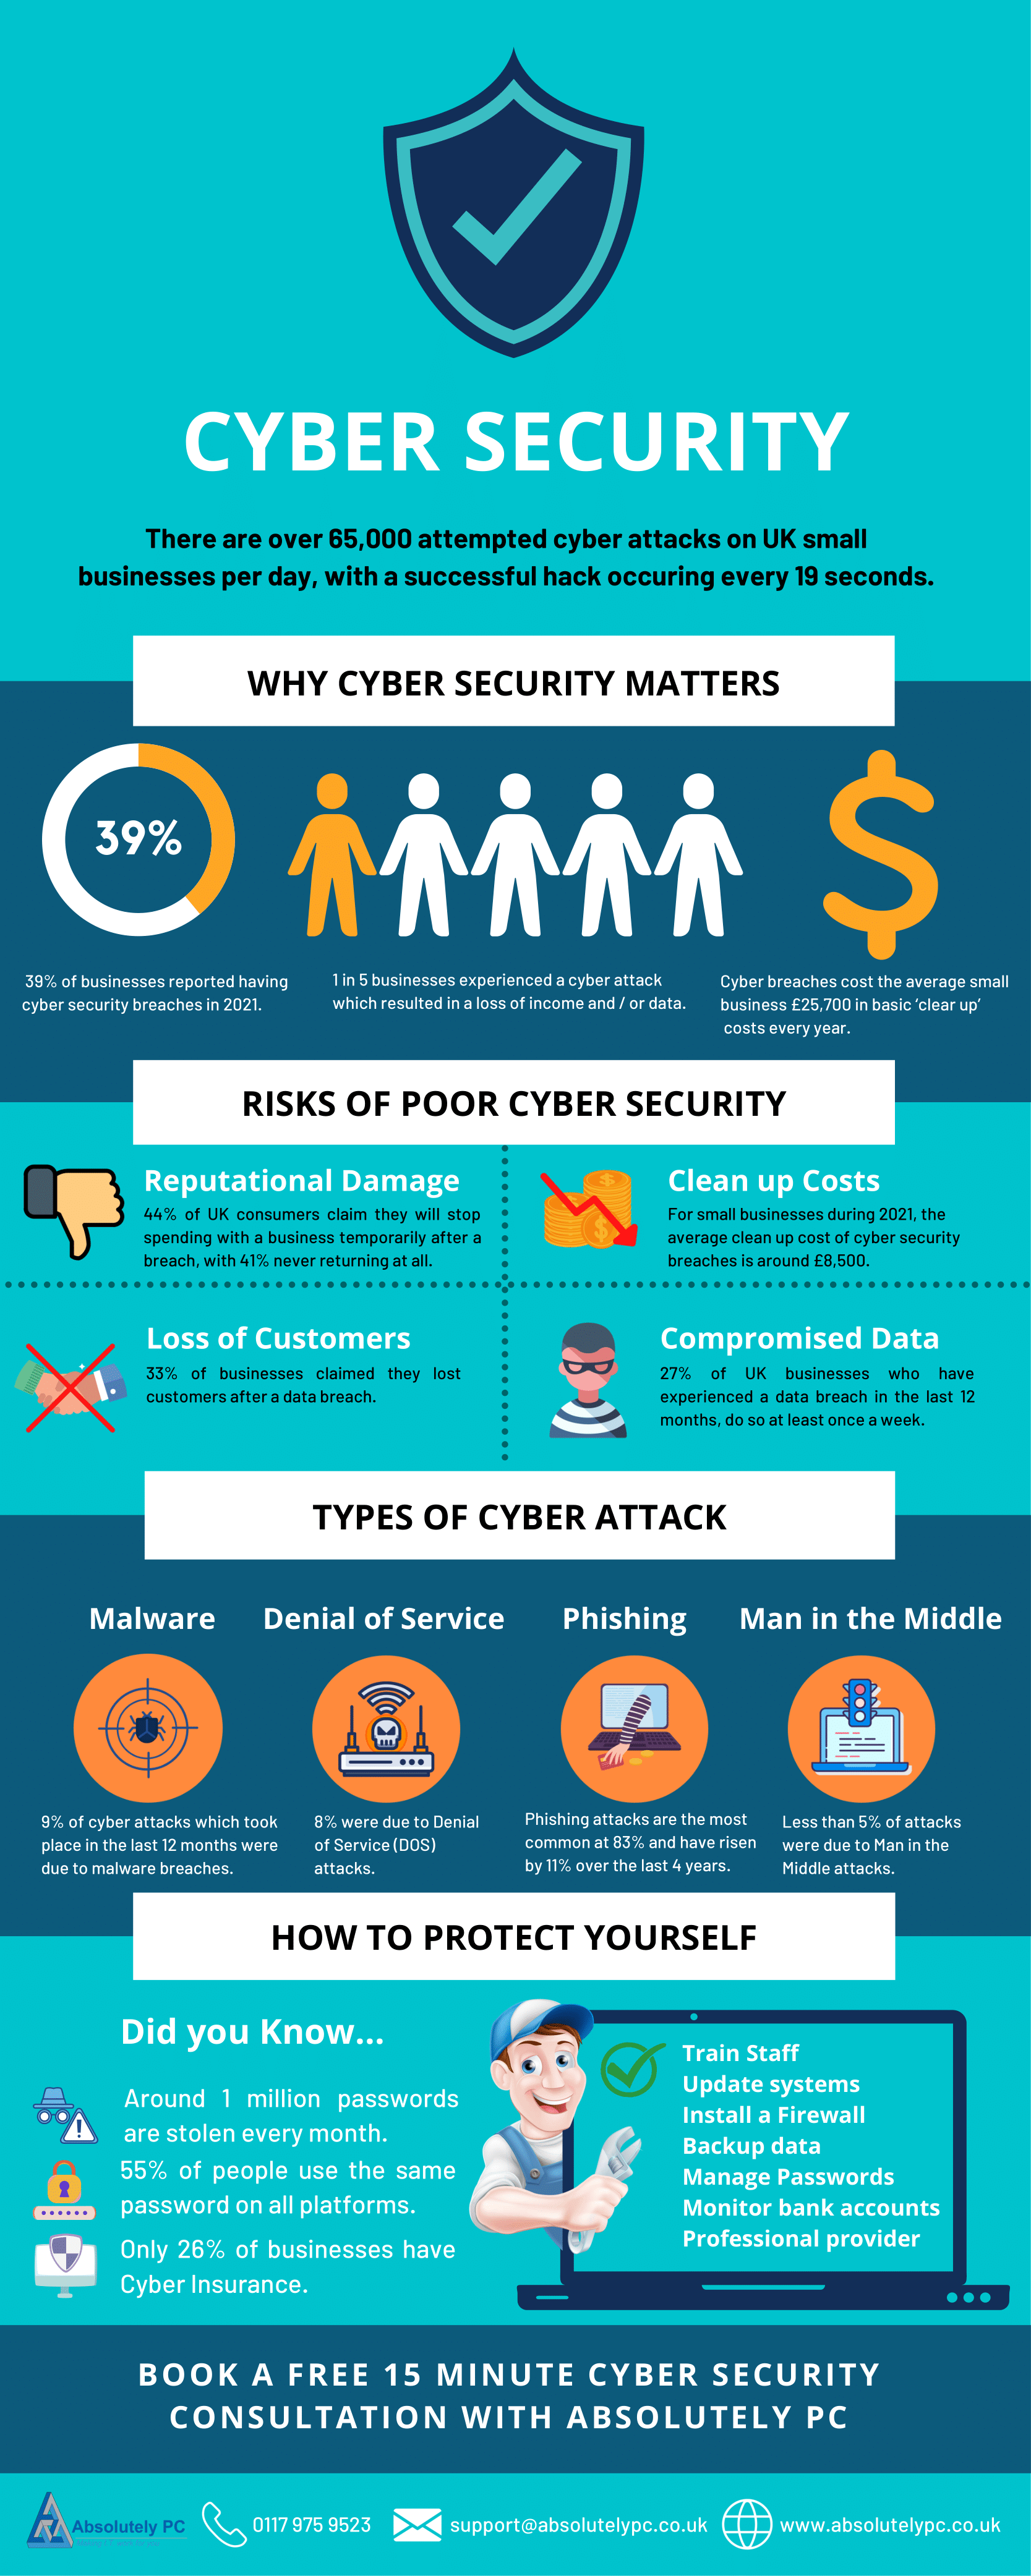 CYBER SECURITY
There are over 65,000 attempted cyber attacks on UK small
businesses per day, with a successful hack occuring every 19 seconds.
WHY CYBER SECURITY MATTERS
39%
39% of businesses reported having
cyber security breaches in 2021.
1 in 5 businesses experienced a cyber attack
which resulted in a loss of income and / or data.
Cyber breaches cost the average small
business £25,700 in basic ‘clear up’
costs every year.
RISKS OF POOR CYBER SECURITY
Reputational Damage
44% of UK consumers claim they will stop
spending with a business temporarily after a
breach, with 41% never returning at all.
Clean up Costs
For small businesses during 2021, the
average clean up cost of cyber security
breaches is around £8,500.
Loss of Customers
33% of businesses claimed they lost
customers after a data breach.
Compromised Data
27% of UK businesses who have
experienced a data breach in the last 12
months, do so at least once a week.
TYPES OF CYBER ATTACK
Malware
9% of cyber attacks which took
place in the last 12 months were
due to malware breaches.
Denial of Service
8% were due to Denial
of Service (DOS)
attacks.
Phishing
Phishing attacks are the most
common at 83% and have risen
by 11% over the last 4 years.
Man in the Middle
Less than 5% of attacks
were due to Man in the
Middle attacks.
HOW TO PROTECT YOURSELF
Did you Know...
Around 1 million passwords
are stolen every month.
55% of people use the same
password on all platforms.
Only 26% of businesses have
Cyber Insurance.
Train Staff
Update systems
Install a Firewall
Backup data
Manage Passwords
Monitor bank accounts
Professional provider
BOOK A FREE 15 MINUTE CYBER SECURITY
CONSULTATION WITH ABSOLUTELY PC
Absolutely PC
0117 975 9523
support@absolutelypc.co.uk
www.absolutelypc.co.uk